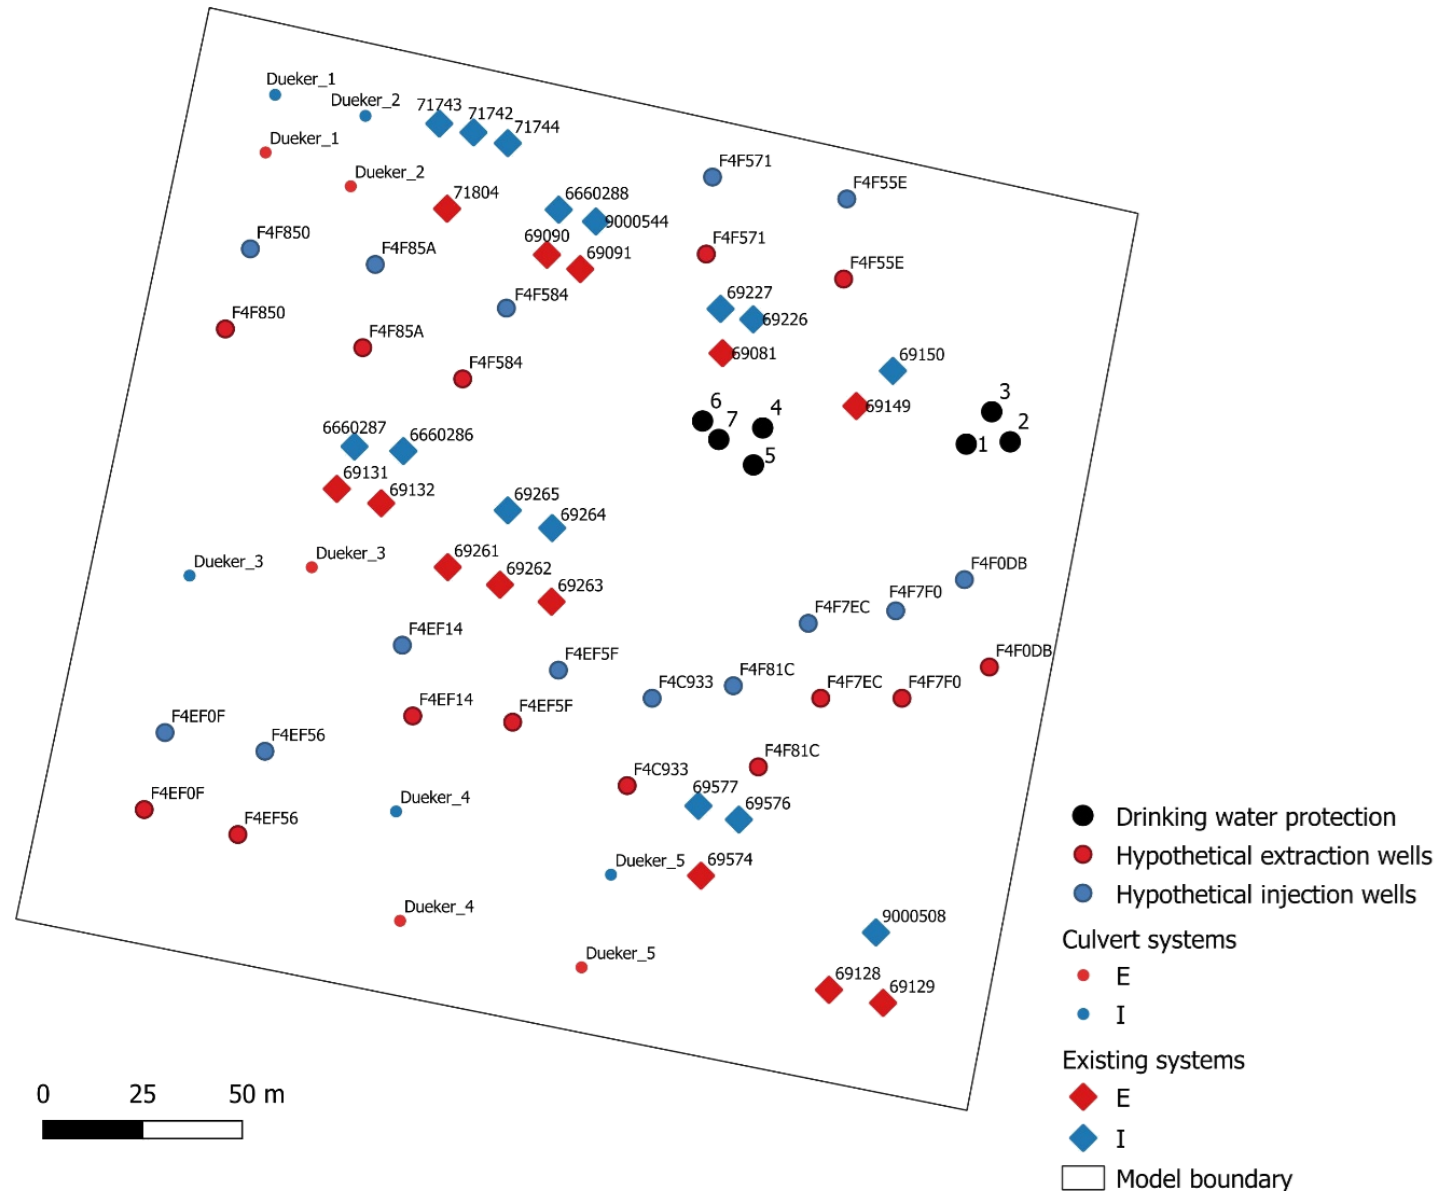 Dueker_1
Dueker_2
71743
71742
71744
Dueker_1
Dueker_2
71804
F4F571
F4F55E
6660288
9000544
F4F850
F4F85A
69090
69091
F4F571
F4F55E
F4F584
69227
69226
F4F850
F4F85A
F4F584
69081
69150
69149
6
7
4
5
3
2
1
6660287
6660286
69131
69132
69265
69264
Dueker_3
Dueker_3
69261
69262
69263
F4F0DB
F4F7F0
F4F7EC
F4EF14
F4EF5F
F4C933
F4F81C
F4F0DB
F4F7EC
F4F7F0
F4EF14
F4EF5F
F4EF0F
F4EF56
F4F81C
F4C933
69577
69576
F4EF0F
F4EF56
Dueker_4
Dueker_5
69574
Dueker_4
Dueker_5
9000508
69128
69129
Drinking water protection
Hypothetical extraction wells
Hypothetical injection wells
Culvert systems
E
I
Existing systems
E
I
Model boundary
0 25 50 m